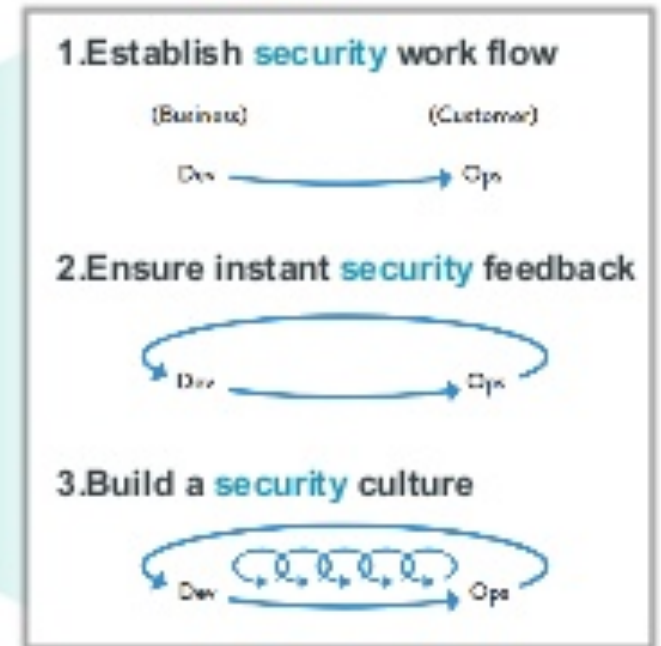 1.Establish security work flow
(Business) (Customer)
Dev Ops
2.Ensure instant security feedback
Dev Ops
3.Build a security culture
Dev Ops